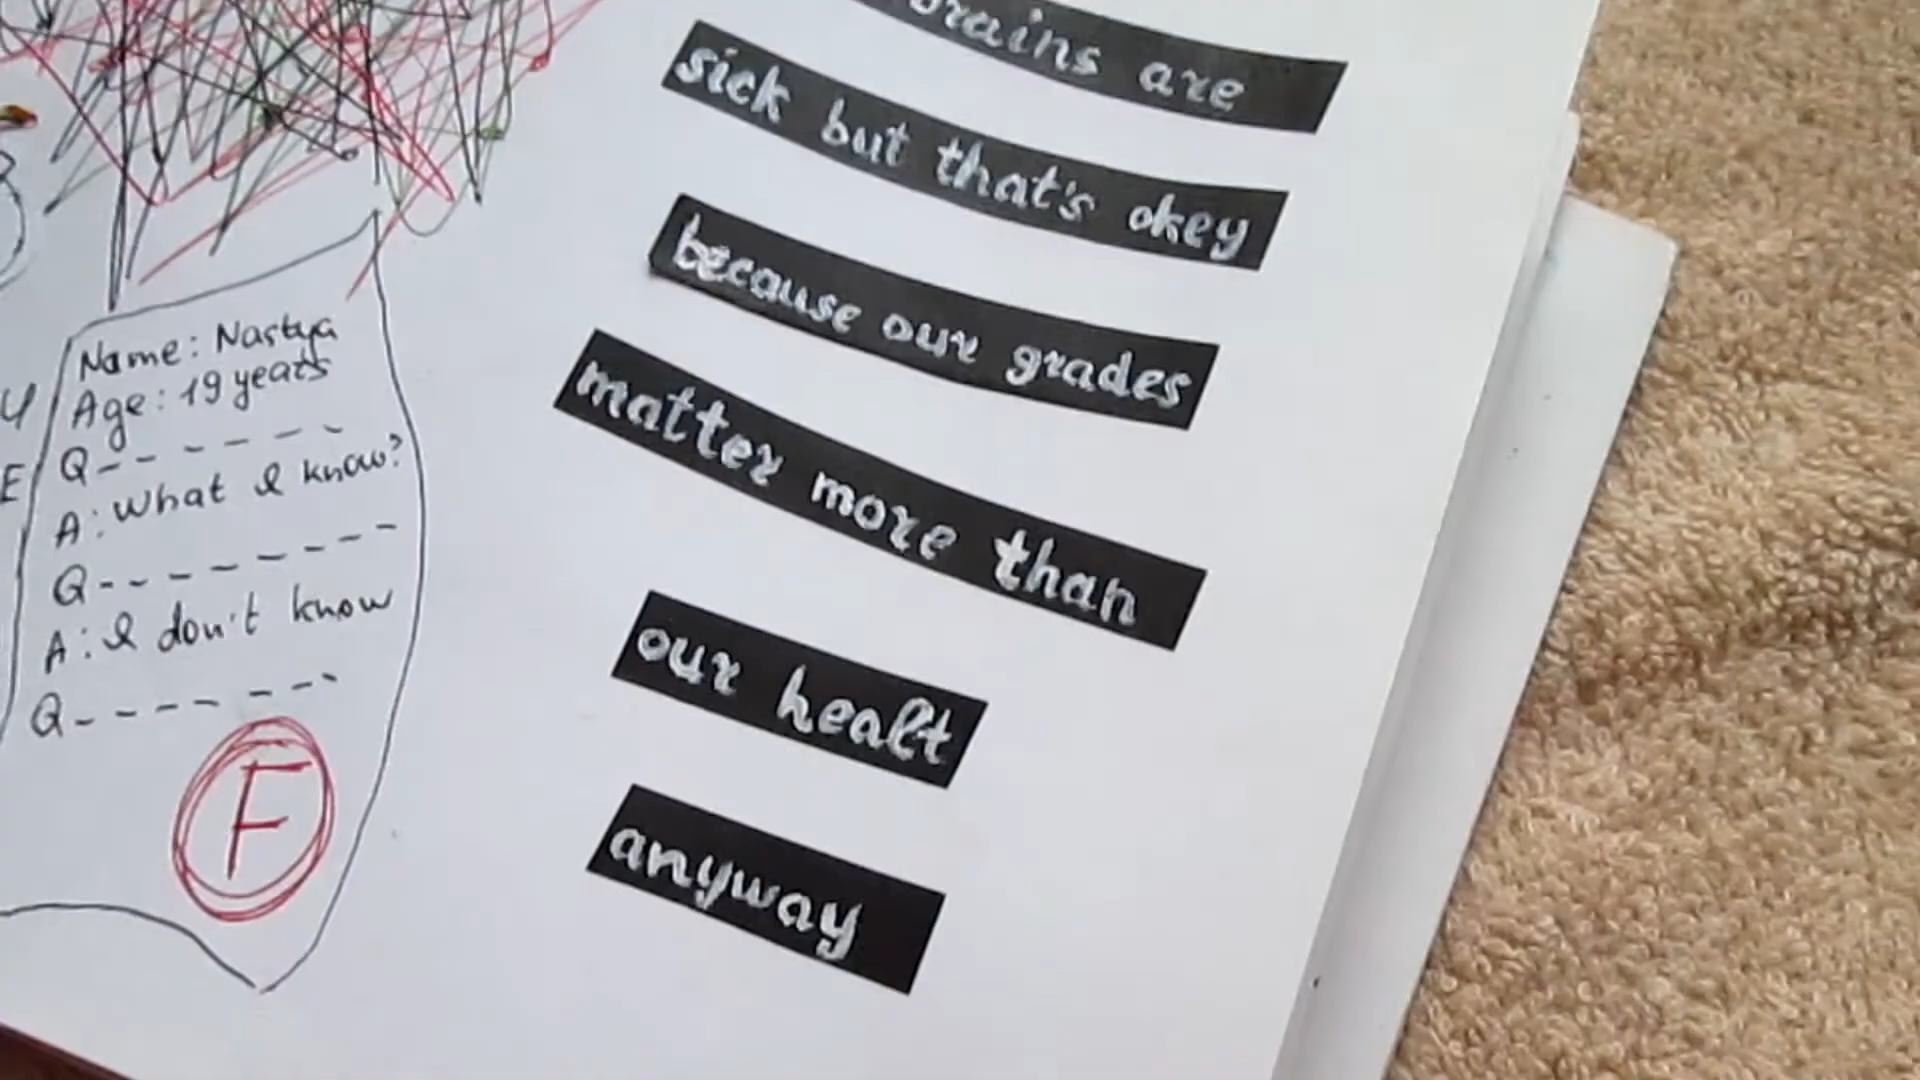 brains are
sick but that's okey
because our grades
matter more than
our healt
anyway
Name: Nastya
Age: 19 years
Q-------
A: What I know?
Q--------
A: I don't know
Q-------
F